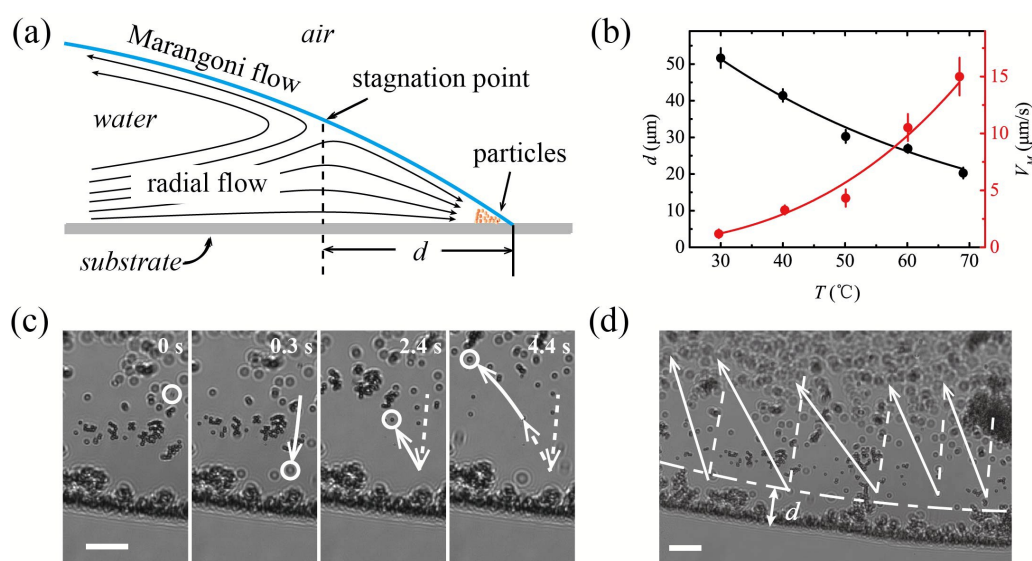 (a)
air
Marangoni flow
stagnation point
water
particles
radial flow
d
substrate
(b)
50
40
30
20
10
0
d (μm)
15
10
5
0
30 40 50 60 70
T (℃)
(c)
0 s
0.3 s
2.4 s
4.4 s
(d)
d